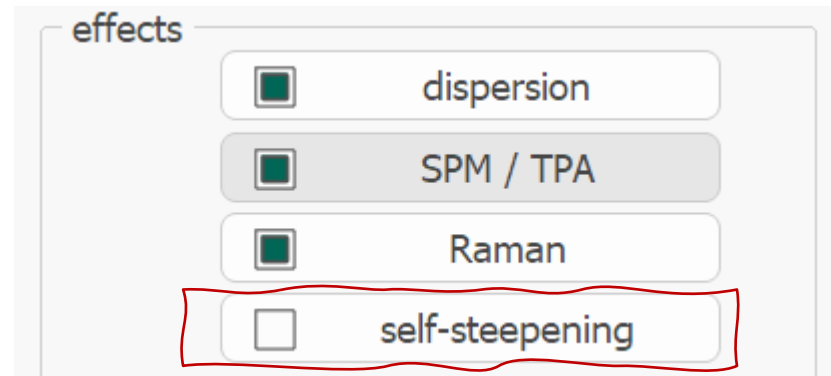 effects
dispersion
SPM / TPA
Raman
self-steepening